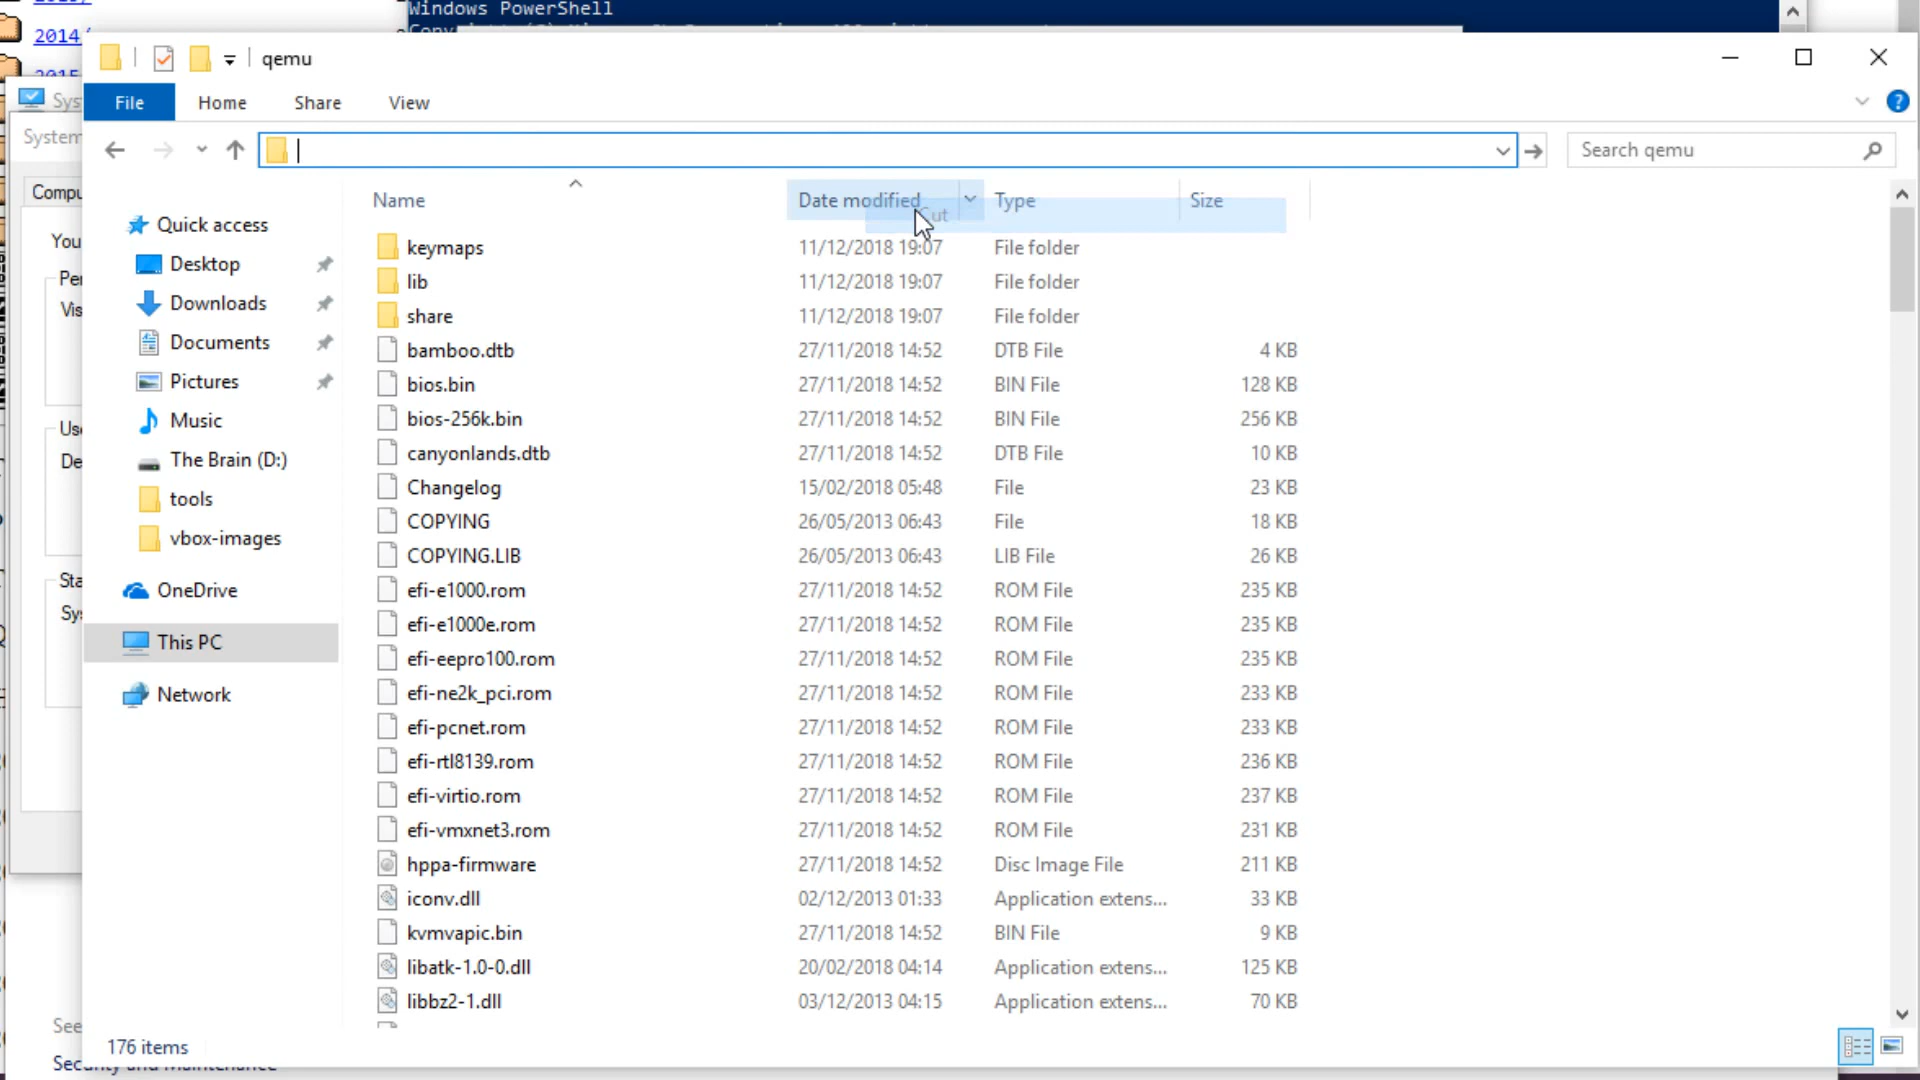 Windows PowerShell
2014
2015
qemu
File
Home
Share
View
Search qemu
System
Name
Date modified
Type
Size
Cut
Quick access
Desktop
Downloads
Documents
Pictures
Music
The Brain (D:)
tools
vbox-images
OneDrive
This PC
Network
keymaps 11/12/2018 19:07 File folder
lib 11/12/2018 19:07 File folder
share 11/12/2018 19:07 File folder
bamboo.dtb 27/11/2018 14:52 DTB File 4 KB
bios.bin 27/11/2018 14:52 BIN File 128 KB
bios-256k.bin 27/11/2018 14:52 BIN File 256 KB
canyonlands.dtb 27/11/2018 14:52 DTB File 10 KB
Changelog 15/02/2018 05:48 File 23 KB
COPYING 26/05/2013 06:43 File 18 KB
COPYING.LIB 26/05/2013 06:43 LIB File 26 KB
efi-e1000.rom 27/11/2018 14:52 ROM File 235 KB
efi-e1000e.rom 27/11/2018 14:52 ROM File 235 KB
efi-eepro100.rom 27/11/2018 14:52 ROM File 235 KB
efi-ne2k_pci.rom 27/11/2018 14:52 ROM File 233 KB
efi-pcnet.rom 27/11/2018 14:52 ROM File 233 KB
efi-rtl8139.rom 27/11/2018 14:52 ROM File 236 KB
efi-virtio.rom 27/11/2018 14:52 ROM File 237 KB
efi-vmxnet3.rom 27/11/2018 14:52 ROM File 231 KB
hppa-firmware 27/11/2018 14:52 Disc Image File 211 KB
iconv.dll 02/12/2013 01:33 Application extens... 33 KB
kvmvapic.bin 27/11/2018 14:52 BIN File 9 KB
libatk-1.0-0.dll 20/02/2018 04:14 Application extens... 125 KB
libbz2-1.dll 03/12/2013 04:15 Application extens... 70 KB
176 items
See
Security and Maintenance